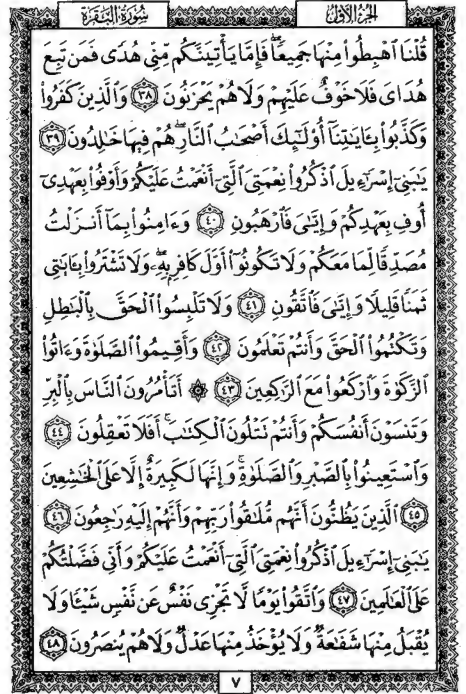 سُورَةُ البَقَرَةِ الجُزءُ الأَوَّلُ
قُلْنَا ٱهْبِطُوا۟ مِنْهَا جَمِيعًۭا ۖ فَإِمَّا يَأْتِيَنَّكُم مِّنِّى هُدًۭى فَمَن تَبِعَ
هُدَاىَ فَلَا خَوْفٌ عَلَيْهِمْ وَلَا هُمْ يَحْزَنُونَ ٣٨ وَٱلَّذِينَ كَفَرُوا۟
وَكَذَّبُوا۟ بِـَٔايَـٰتِنَآ أُو۟لَـٰٓئِكَ أَصْحَـٰبُ ٱلنَّارِ ۖ هُمْ فِيهَا خَـٰلِدُونَ ٣٩
يَـٰبَنِىٓ إِسْرَٰٓءِيلَ ٱذْكُرُوا۟ نِعْمَتِىَ ٱلَّتِىٓ أَنْعَمْتُ عَلَيْكُمْ وَأَوْفُوا۟ بِعَهْدِىٓ
أُوفِ بِعَهْدِكُمْ وَإِيَّـٰىَ فَٱرْهَبُونِ ٤٠ وَءَامِنُوا۟ بِمَآ أَنزَلْتُ
مُصَدِّقًۭا لِّمَا مَعَكُمْ وَلَا تَكُونُوٓا۟ أَوَّلَ كَافِرٍۭ بِهِۦ ۖ وَلَا تَشْتَرُوا۟ بِـَٔايَـٰتِى
ثَمَنًۭا قَلِيلًۭا وَإِيَّـٰىَ فَٱتَّقُونِ ٤١ وَلَا تَلْبِسُوا۟ ٱلْحَقَّ بِٱلْبَـٰطِلِ
وَتَكْتُمُوا۟ ٱلْحَقَّ وَأَنتُمْ تَعْلَمُونَ ٤٢ وَأَقِيمُوا۟ ٱلصَّلَوٰةَ وَءَاتُوا۟
ٱلزَّكَوٰةَ وَٱرْكَعُوا۟ مَعَ ٱلرَّٰكِعِينَ ٤٣ ۞ أَتَأْمُرُونَ ٱلنَّاسَ بِٱلْبِرِّ
وَتَنسَوْنَ أَنفُسَكُمْ وَأَنتُمْ تَتْلُونَ ٱلْكِتَـٰبَ ۚ أَفَلَا تَعْقِلُونَ ٤٤
وَٱسْتَعِينُوا۟ بِٱلصَّبْرِ وَٱلصَّلَوٰةِ ۚ وَإِنَّهَا لَكَبِيرَةٌ إِلَّا عَلَى ٱلْخَـٰشِعِينَ
٤٥ ٱلَّذِينَ يَظُنُّونَ أَنَّهُم مُّلَـٰقُوا۟ رَبِّهِمْ وَأَنَّهُمْ إِلَيْهِ رَٰجِعُونَ ٤٦
يَـٰبَنِىٓ إِسْرَٰٓءِيلَ ٱذْكُرُوا۟ نِعْمَتِىَ ٱلَّتِىٓ أَنْعَمْتُ عَلَيْكُمْ وَأَنِّى فَضَّلْتُكُمْ
عَلَى ٱلْعَـٰلَمِينَ ٤٧ وَٱتَّقُوا۟ يَوْمًۭا لَّا تَجْزِى نَفْسٌ عَن نَّفْسٍۢ شَيْـًۭٔا وَلَا
يُقْبَلُ مِنْهَا شَفَـٰعَةٌۭ وَلَا يُؤْخَذُ مِنْهَا عَدْلٌۭ وَلَا هُمْ يُنصَرُونَ ٤٨
٧